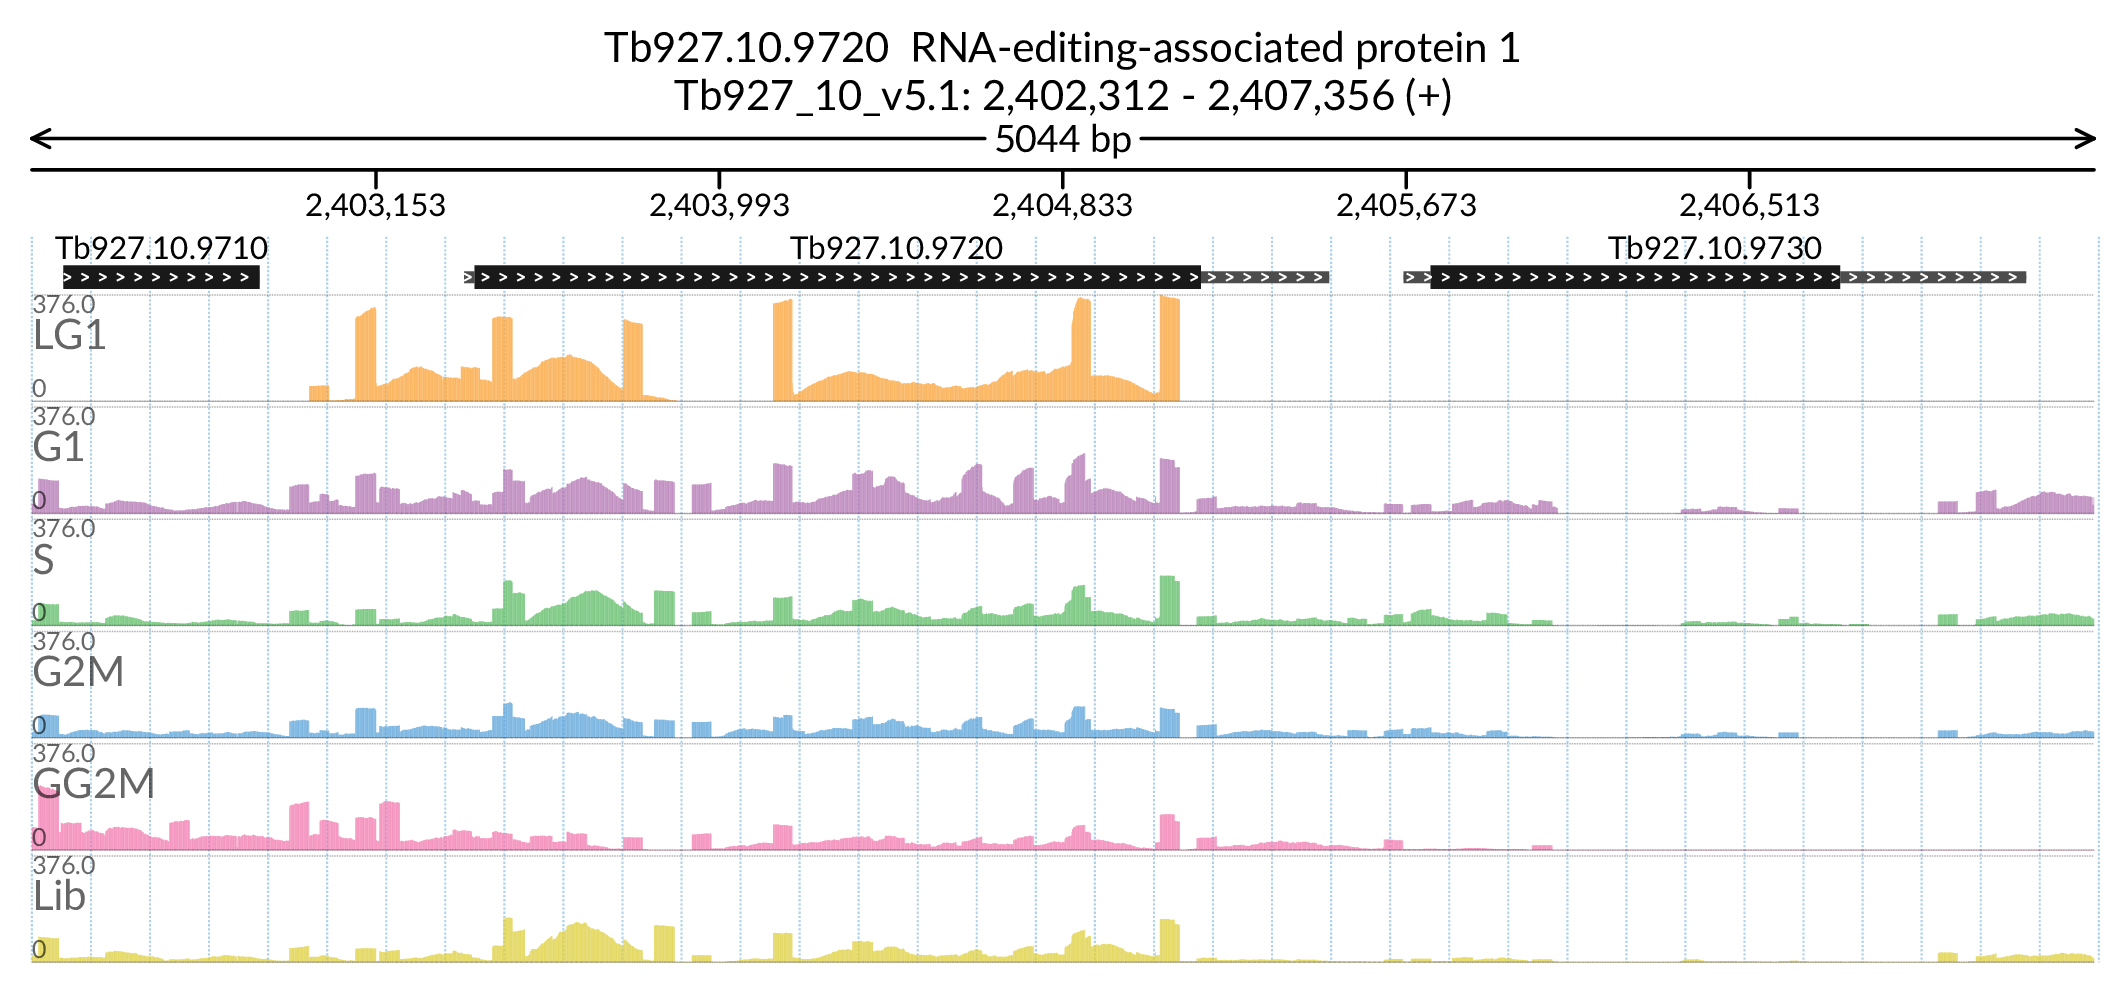 Tb927.10.9720 RNA-editing-associated protein 1
Tb927_10_v5.1: 2,402,312 - 2,407,356 (+)
5044 bp
2,403,153 2,403,993 2,404,833 2,405,673 2,406,513
Tb927.10.9710 Tb927.10.9720 Tb927.10.9730
376.0
LG1
0
376.0
G1
0
376.0
S
0
376.0
G2M
0
376.0
GG2M
0
376.0
Lib
0